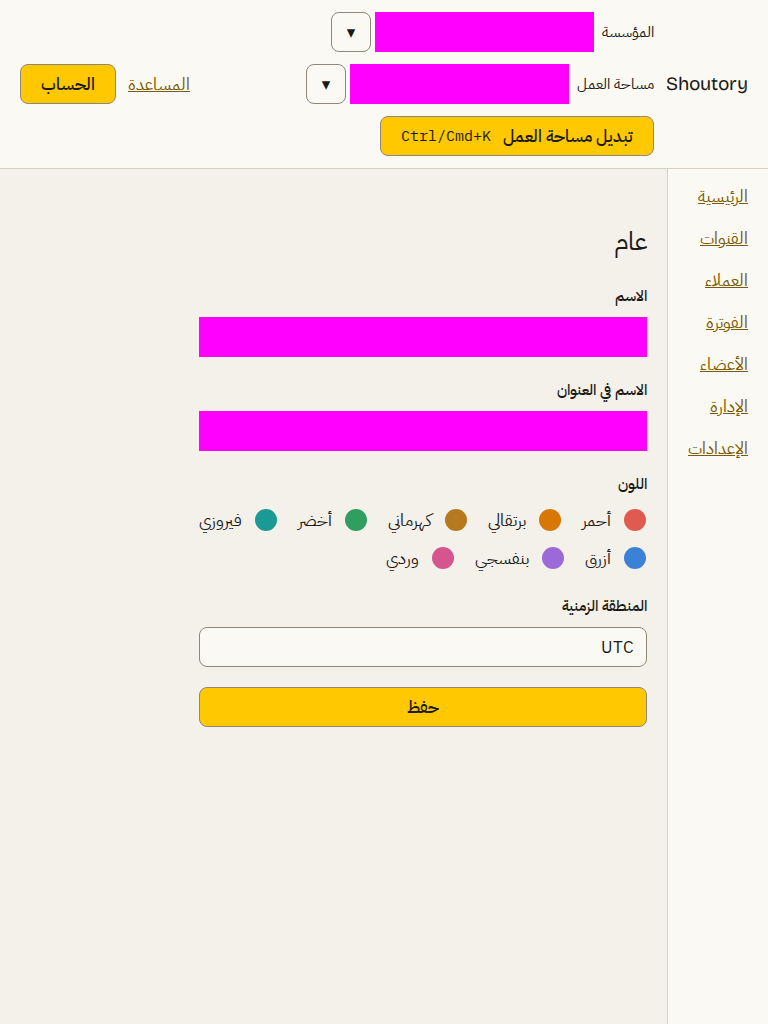 المؤسسة ▼
Shoutory
مساحة العمل ▼
تبديل مساحة العمل Ctrl/Cmd+K
المساعدة
الحساب
الرئيسية
القنوات
العملاء
الفوترة
الأعضاء
الإدارة
الإعدادات
عام
الاسم
الاسم في العنوان
اللون
أحمر برتقالي كهرماني أخضر فيروزي
أزرق بنفسجي وردي
المنطقة الزمنية
UTC
حفظ